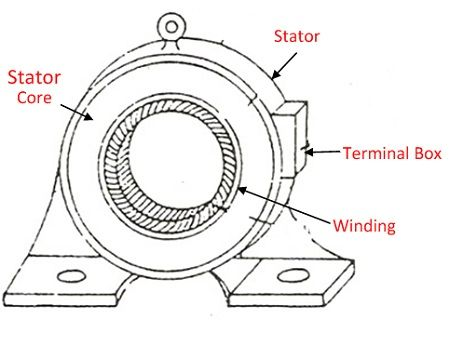 Stator
Stator
Core
Terminal Box
Winding